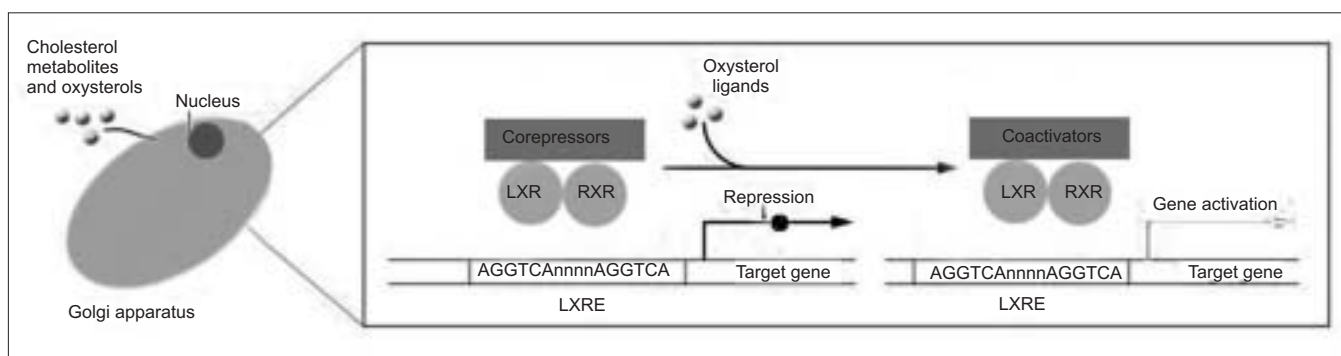 Cholesterol
metabolites
and oxysterols
Nucleus
Golgi apparatus
Oxysterol
ligands
Corepressors
LXR RXR
Repression
AGGTCAnnnnAGGTCA
Target gene
LXRE
Coactivators
LXR RXR
Gene activation
AGGTCAnnnnAGGTCA
Target gene
LXRE